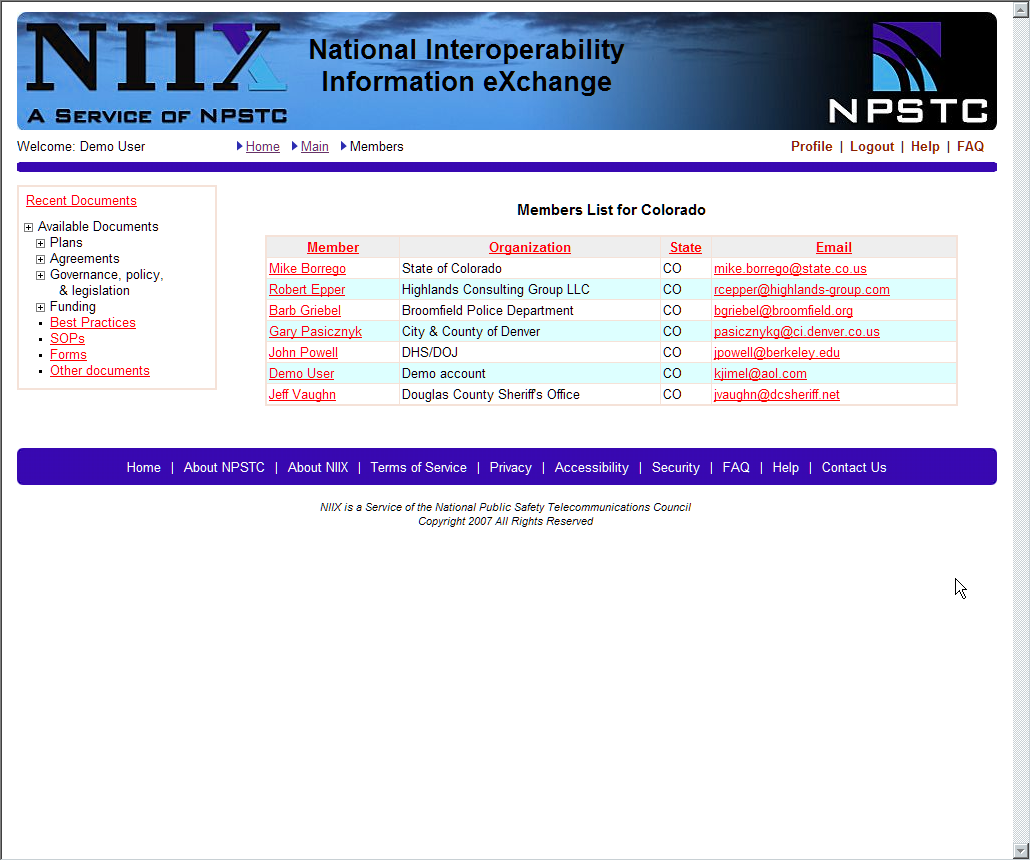 NIIX
A SERVICE OF NPSTC
National Interoperability
Information eXchange
NPSTC
Welcome: Demo User
Home Main Members
Profile | Logout | Help | FAQ
Recent Documents
Available Documents
Plans
Agreements
Governance, policy,
& legislation
Funding
Best Practices
SOPs
Forms
Other documents
Members List for Colorado
Member Organization State Email
Mike Borrego State of Colorado CO mike.borrego@state.co.us
Robert Epper Highlands Consulting Group LLC CO rcepper@highlands-group.com
Barb Griebel Broomfield Police Department CO bgriebel@broomfield.org
Gary Pasicznyk City & County of Denver CO pasicznykg@ci.denver.co.us
John Powell DHS/DOJ CO jpowell@berkeley.edu
Demo User Demo account CO kjimel@aol.com
Jeff Vaughn Douglas County Sheriff's Office CO jvaughn@dcsheriff.net
Home | About NPSTC | About NIIX | Terms of Service | Privacy | Accessibility | Security | FAQ | Help | Contact Us
NIIX is a Service of the National Public Safety Telecommunications Council
Copyright 2007 All Rights Reserved